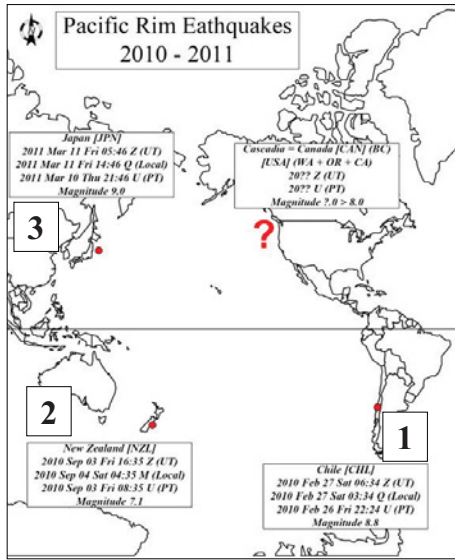 Pacific Rim Eathquakes
2010 - 2011
Japan [JPN]
2011 Mar 11 Fri 05:46 Z (UT)
2011 Mar 11 Fri 14:46 Q (Local)
2011 Mar 10 Thu 21:46 U (PT)
Magnitude 9.0
Cascadia = Canada [CAN] (BC)
[USA] (WA + OR + CA)
20?? Z (UT)
20?? U (PT)
Magnitude ?.0 > 8.0
3
?
2
1
New Zealand [NZL]
2010 Sep 03 Fri 16:35 Z (UT)
2010 Sep 04 Sat 04:35 M (Local)
2010 Sep 03 Fri 08:35 U (PT)
Magnitude 7.1
Chile [CHL]
2010 Feb 27 Sat 06:34 Z (UT)
2010 Feb 27 Sat 03:34 Q (Local)
2010 Feb 26 Fri 22:24 U (PT)
Magnitude 8.8